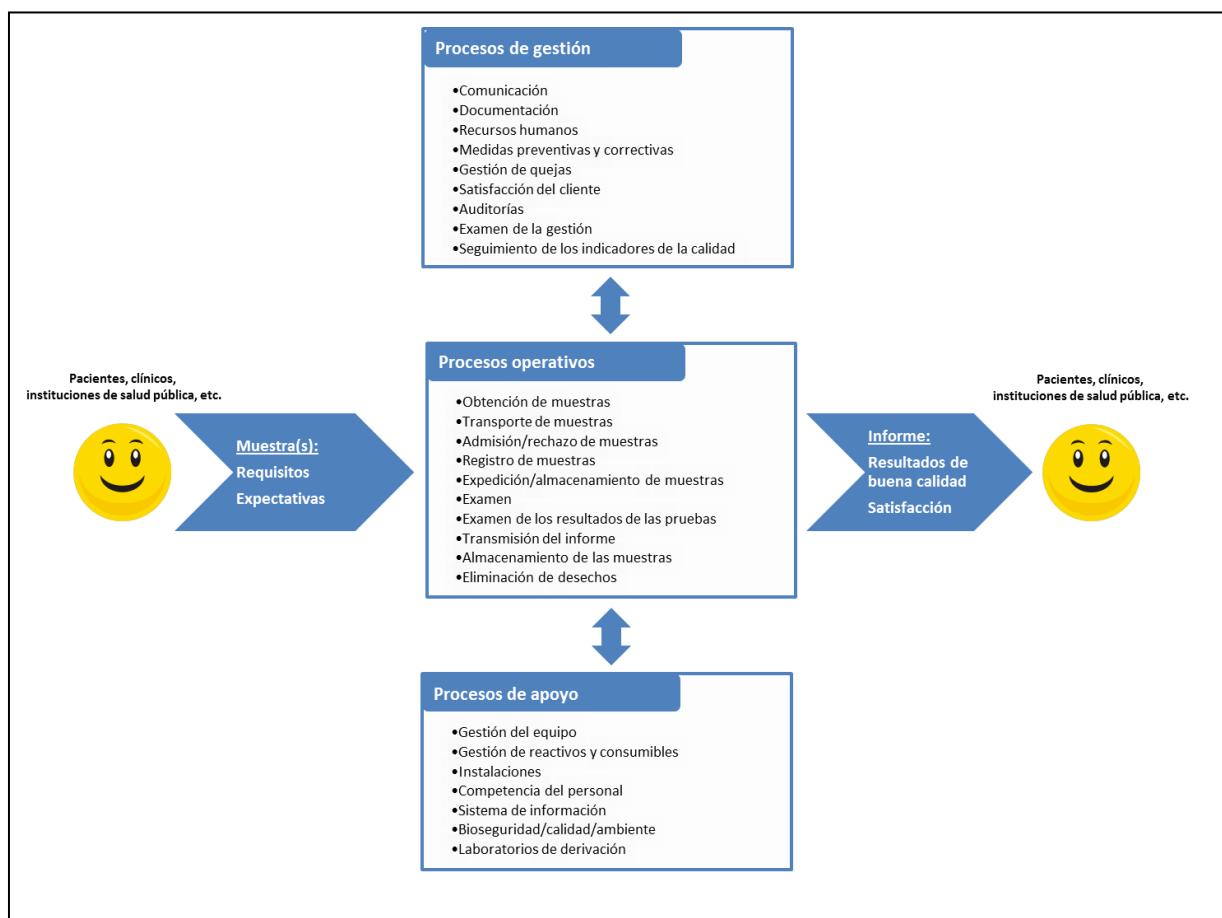 Procesos de gestión
•Comunicación
•Documentación
•Recursos humanos
•Medidas preventivas y correctivas
•Gestión de quejas
•Satisfacción del cliente
•Auditorías
•Examen de la gestión
•Seguimiento de los indicadores de la calidad
Pacientes, clínicos,
instituciones de salud pública, etc.
Muestra(s):
Requisitos
Expectativas
Procesos operativos
•Obtención de muestras
•Transporte de muestras
•Admisión/rechazo de muestras
•Registro de muestras
•Expedición/almacenamiento de muestras
•Examen
•Examen de los resultados de las pruebas
•Transmisión del informe
•Almacenamiento de las muestras
•Eliminación de desechos
Informe:
Resultados de
buena calidad
Satisfacción
Pacientes, clínicos,
instituciones de salud pública, etc.
Procesos de apoyo
•Gestión del equipo
•Gestión de reactivos y consumibles
•Instalaciones
•Competencia del personal
•Sistema de información
•Bioseguridad/calidad/ambiente
•Laboratorios de derivación